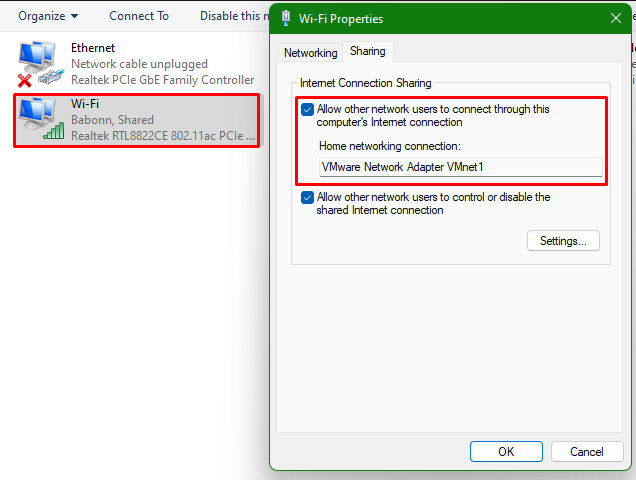 Organize
Connect To
Disable this n
Ethernet
Network cable unplugged
Realtek PCIe GbE Family Controller
Wi-Fi
Babonn, Shared
Realtek RTL8822CE 802.11ac PCIe ...
Wi-Fi Properties
Networking
Sharing
Internet Connection Sharing
Allow other network users to connect through this
computer's Internet connection
Home networking connection:
VMware Network Adapter VMnet1
Allow other network users to control or disable the
shared Internet connection
Settings...
OK
Cancel